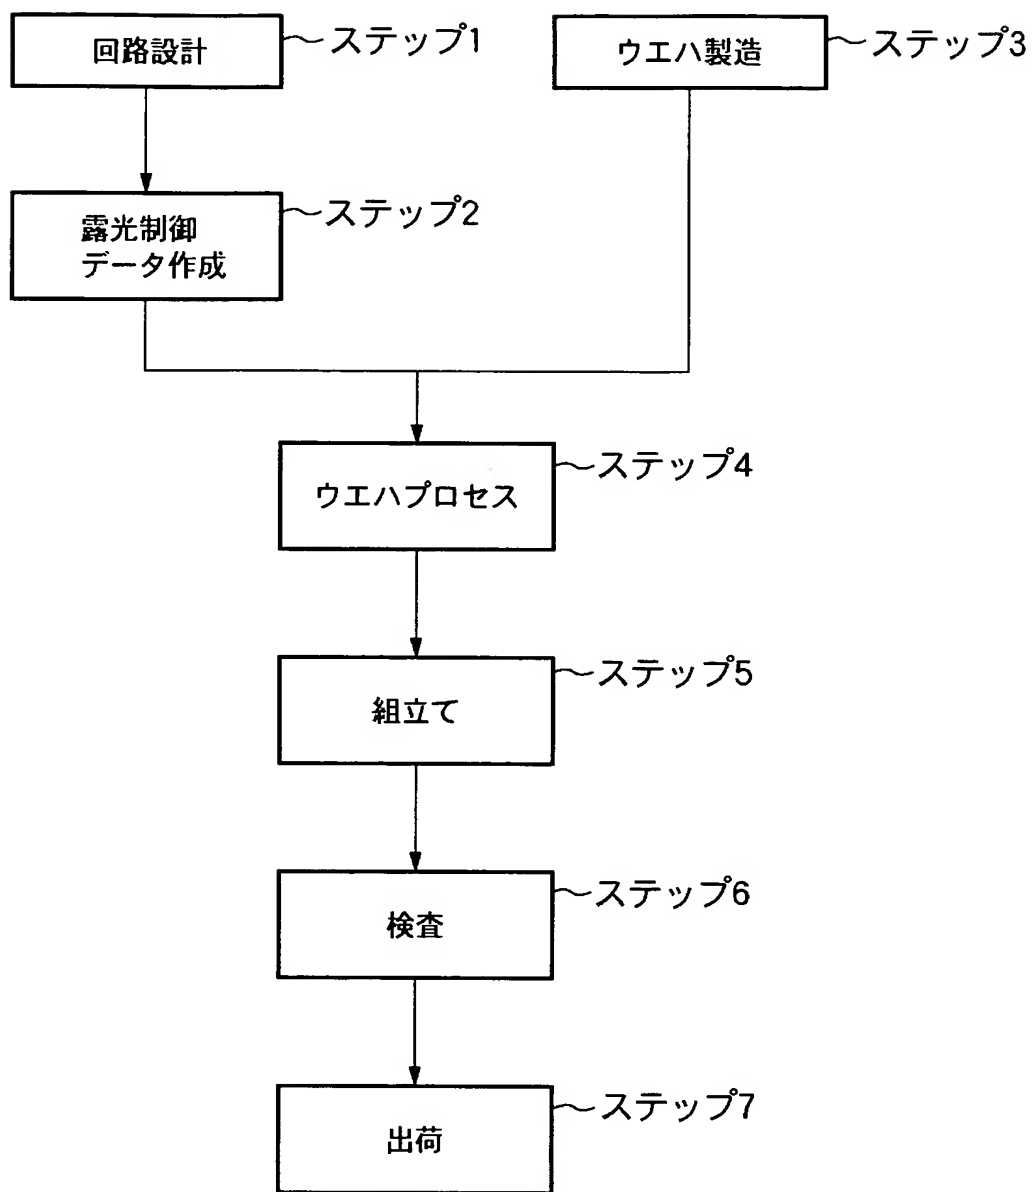 回路設計
ステップ1
ウエハ製造
ステップ3
露光制御
データ作成
ステップ2
ウエハプロセス
ステップ4
組立て
ステップ5
検査
ステップ6
出荷
ステップ7